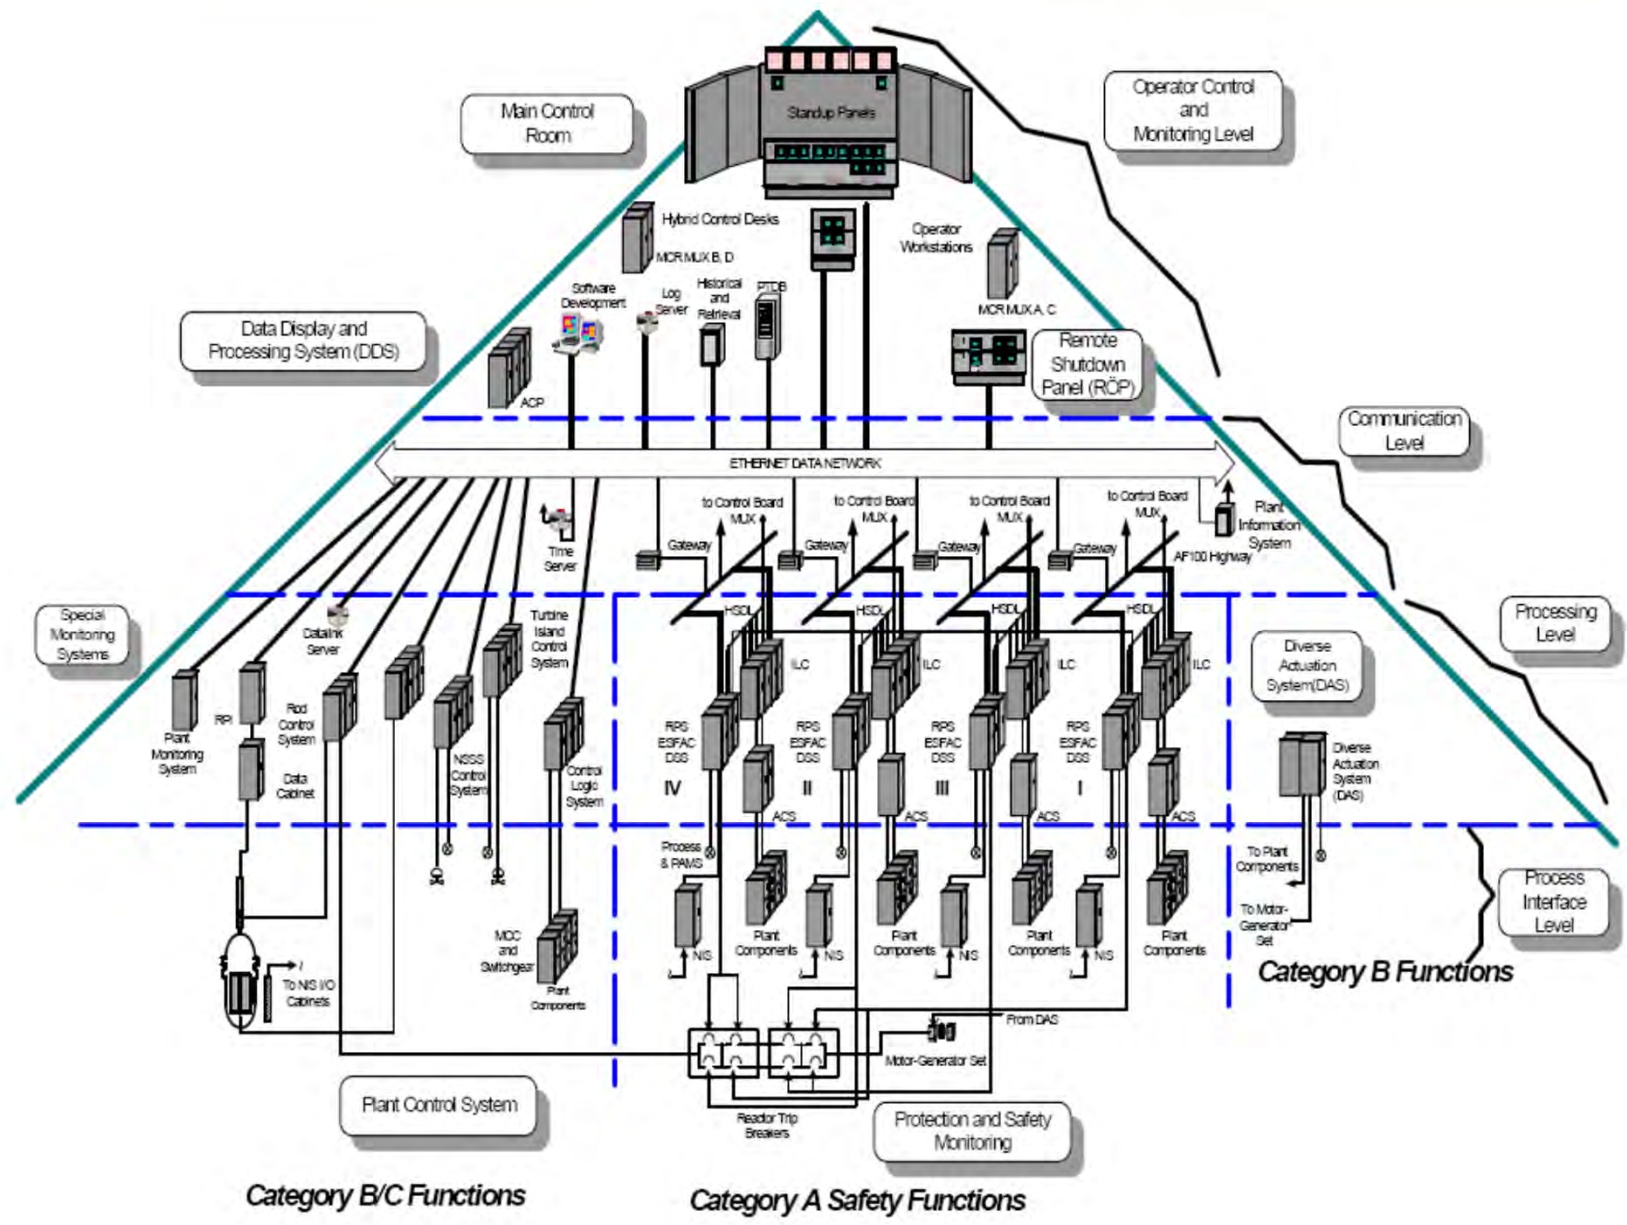 Main Control
Room
Standup Panels
Operator Control
and
Monitoring Level
Hybrid Control Desks
MCR MUX B, D
Operator
Workstations
MCR MUX A, C
Software
Development
Log
Server
Historical
and
Retrieval
PTDB
Data Display and
Processing System (DDS)
ACP
Remote
Shutdown
Panel (RÖP)
Communication
Level
ETHERNET DATA NETWORK
Time
Server
to Control Board
MUX
to Control Board
MUX
to Control Board
MUX
to Control Board
MUX
Gateway
Gateway
Gateway
Gateway
Plant
Information
System
AF100 Highway
Special
Monitoring
Systems
Datalink
Server
Turbine
Island
Control
System
HSDL
HSDL
HSDL
HSDL
ILC
ILC
ILC
ILC
Diverse
Actuation
System(DAS)
Processing
Level
Plant
Monitoring
System
RPI
Data
Cabinet
Rod
Control
System
NSSS
Control
System
Control
Logic
System
RPS
ESFAC
DSS
IV
RPS
ESFAC
DSS
II
RPS
ESFAC
DSS
III
RPS
ESFAC
DSS
I
ACS
ACS
ACS
ACS
Diverse
Actuation
System
(DAS)
Process
& PAMS
NIS
NIS
NIS
NIS
Plant
Components
Plant
Components
Plant
Components
Plant
Components
To Plant
Components
To Motor-
Generator
Set
Process
Interface
Level
Category B Functions
To NIS I/O
Cabinets
MCC
and
Switchgear
Plant
Components
From DAS
Motor-Generator Set
Reactor Trip
Breakers
Plant Control System
Protection and Safety
Monitoring
Category B/C Functions
Category A Safety Functions